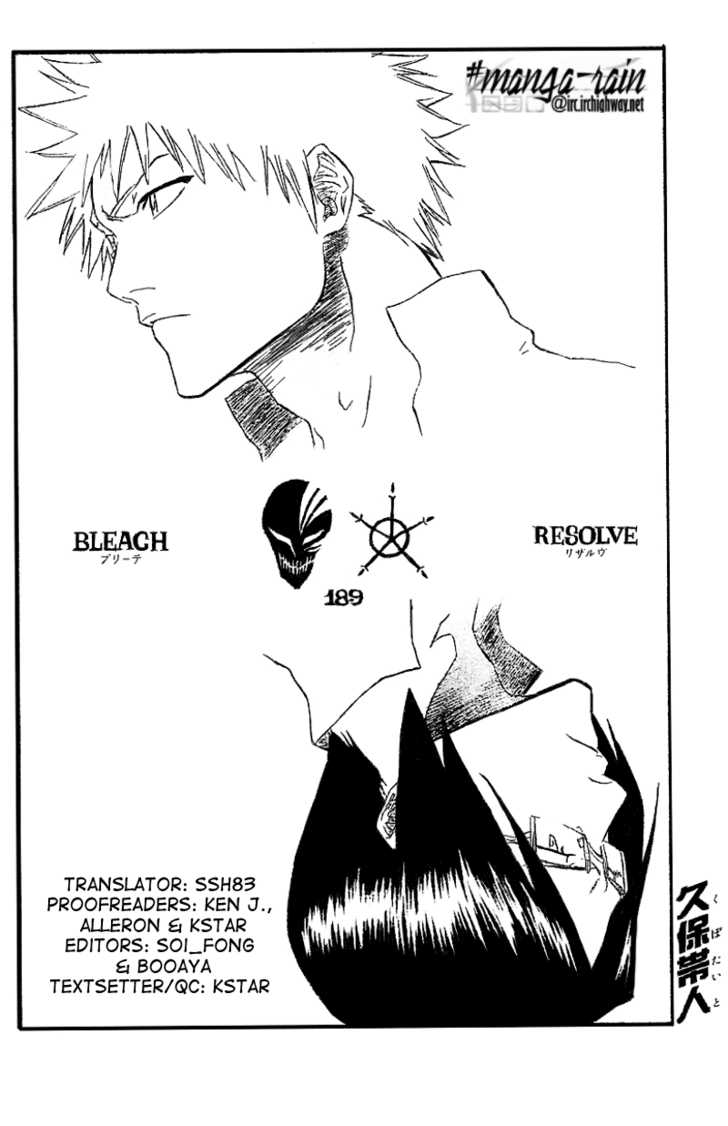 #manga-rain
@irc.irchighway.net
BLEACH
ブリーチ
RESOLVE
リザルヴ
189
TRANSLATOR: SSH83
PROOFREADERS: KEN J.,
ALLERON & KSTAR
EDITORS: SOI_FONG
& BOOAYA
TEXTSETTER/QC: KSTAR
久保帯人
くぼたいと